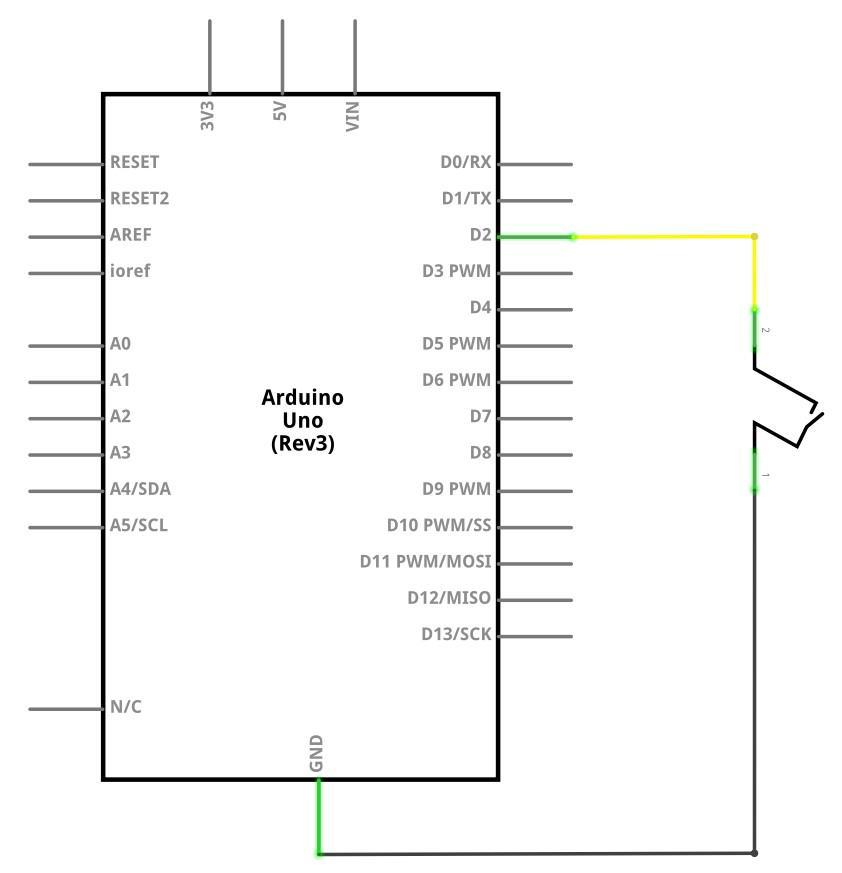 3V3
5V
VIN
RESET
RESET2
AREF
ioref
A0
A1
A2
A3
A4/SDA
A5/SCL
N/C
Arduino
Uno
(Rev3)
D0/RX
D1/TX
D2
D3 PWM
D4
D5 PWM
D6 PWM
D7
D8
D9 PWM
D10 PWM/SS
D11 PWM/MOSI
D12/MISO
D13/SCK
GND
2
1